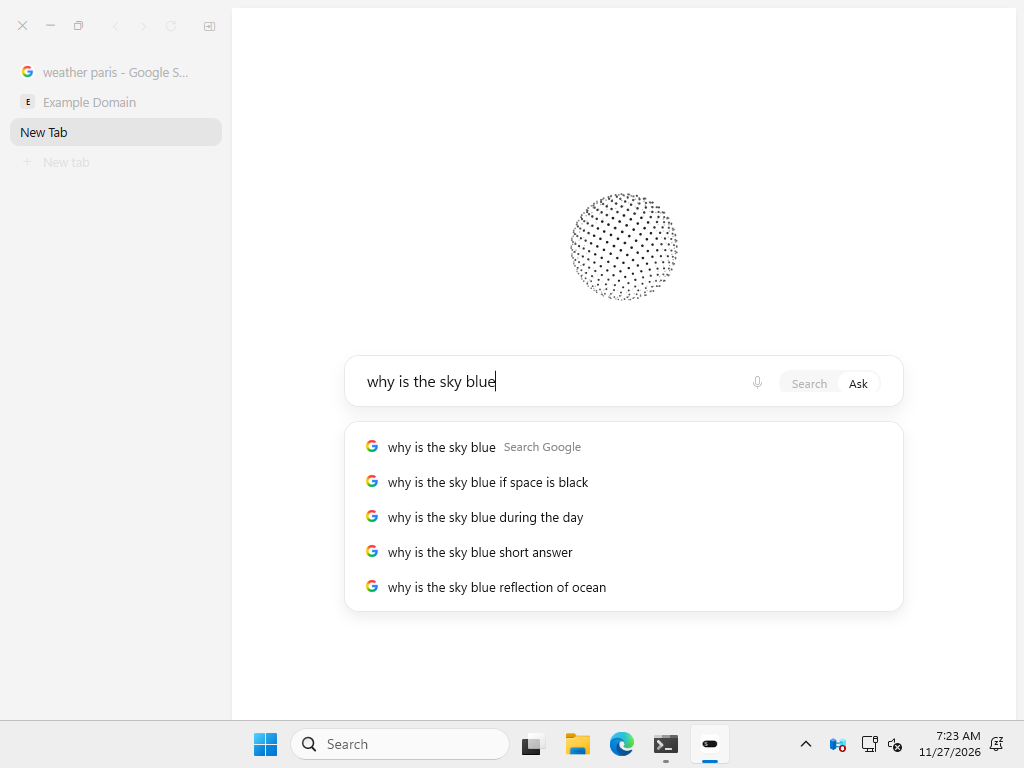 weather paris - Google S...
E Example Domain
New Tab
+ New tab
why is the sky blue
Search Ask
why is the sky blue Search Google
why is the sky blue if space is black
why is the sky blue during the day
why is the sky blue short answer
why is the sky blue reflection of ocean
Search
7:23 AM
11/27/2026